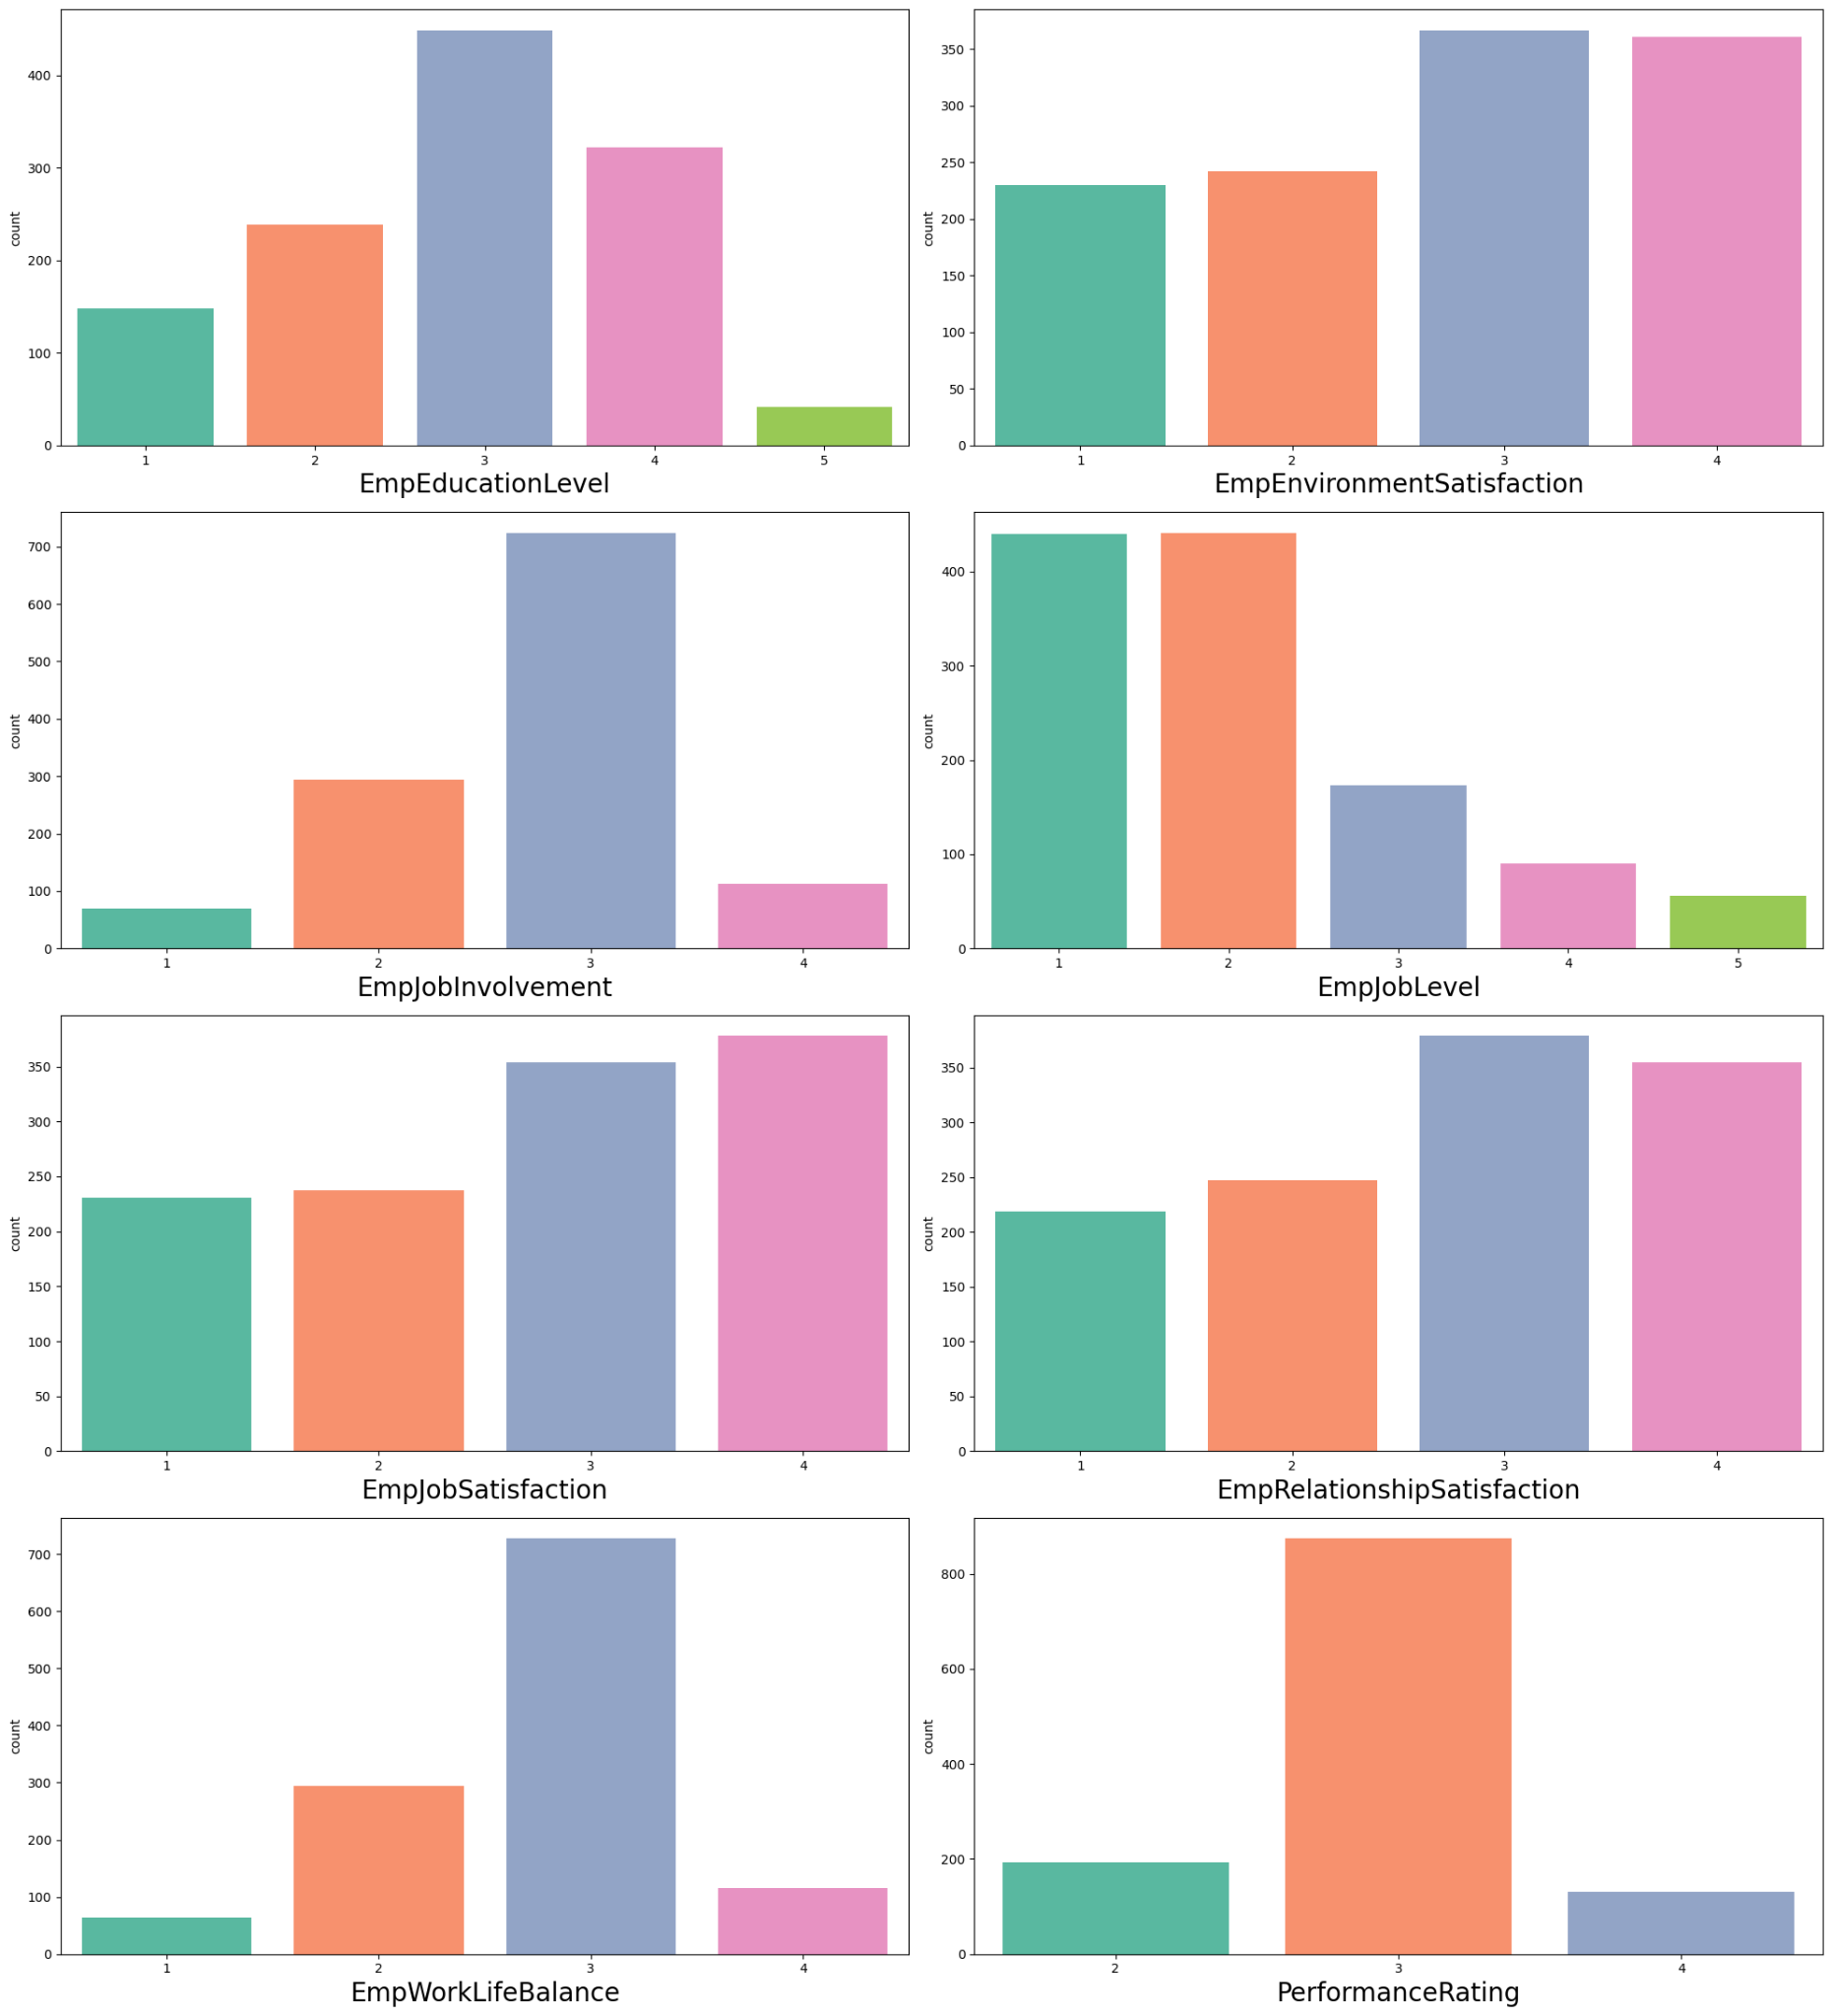 count
400
300
200
100
0
1 2 3 4 5
EmpEducationLevel
count
350
300
250
200
150
100
50
0
1 2 3 4
EmpEnvironmentSatisfaction
count
700
600
500
400
300
200
100
0
1 2 3 4
EmpJobInvolvement
count
400
300
200
100
0
1 2 3 4 5
EmpJobLevel
count
350
300
250
200
150
100
50
0
1 2 3 4
EmpJobSatisfaction
count
350
300
250
200
150
100
50
0
1 2 3 4
EmpRelationshipSatisfaction
count
700
600
500
400
300
200
100
0
1 2 3 4
EmpWorkLifeBalance
count
800
600
400
200
0
2 3 4
PerformanceRating